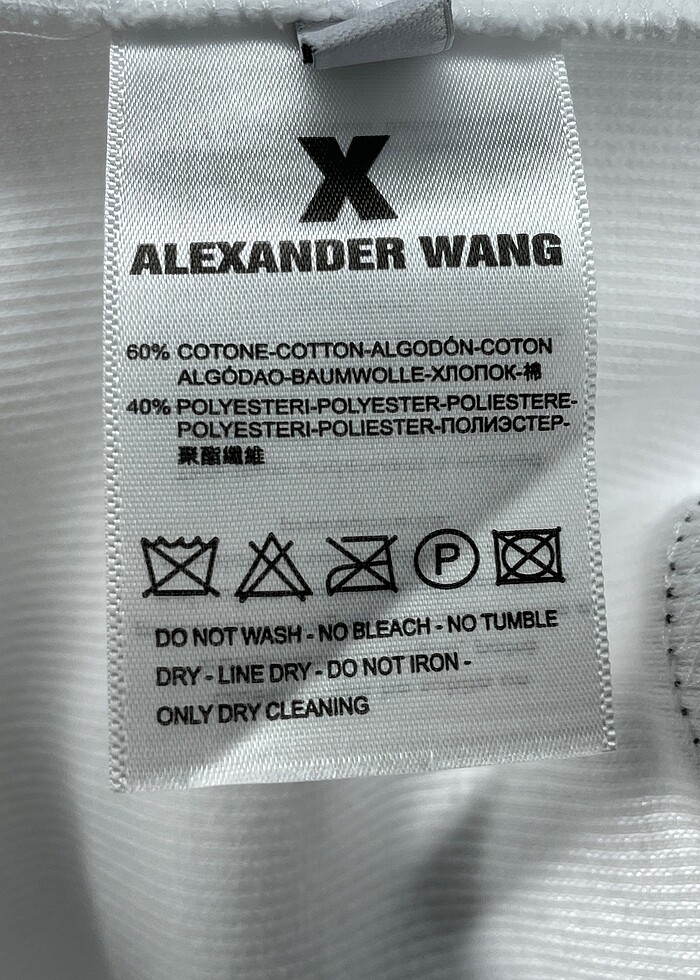 X
ALEXANDER WANG
60% COTONE-COTTON-ALGODÓN-COTON
ALGÓDAO-BAUMWOLLE-ХЛОПОК-棉
40% POLYESTERI-POLYESTER-POLIESTERE-
POLYESTERI-POLIESTER-ПОЛИЭСТЕР-
聚酯纖維
P
DO NOT WASH - NO BLEACH - NO TUMBLE
DRY - LINE DRY - DO NOT IRON -
ONLY DRY CLEANING